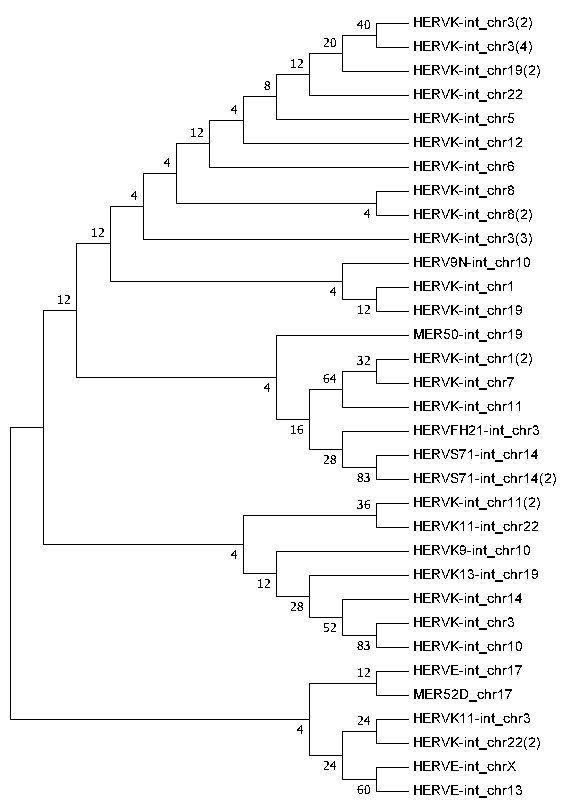 40
HERVK-int_chr3(2)
20
HERVK-int_chr3(4)
12
HERVK-int_chr19(2)
8
HERVK-int_chr22
4
HERVK-int_chr5
12
HERVK-int_chr12
4
HERVK-int_chr6
4
HERVK-int_chr8
4
HERVK-int_chr8(2)
12
HERVK-int_chr3(3)
HERV9N-int_chr10
4
HERVK-int_chr1
12
12
HERVK-int_chr19
MER50-int_chr19
32
HERVK-int_chr1(2)
64
HERVK-int_chr7
4
HERVK-int_chr11
16
HERVFH21-int_chr3
28
HERVS71-int_chr14
83
HERVS71-int_chr14(2)
36
HERVK-int_chr11(2)
HERVK11-int_chr22
4
HERVK9-int_chr10
12
HERVK13-int_chr19
28
HERVK-int_chr14
52
HERVK-int_chr3
83
HERVK-int_chr10
12
HERVE-int_chr17
MER52D_chr17
24
HERVK11-int_chr3
4
HERVK-int_chr22(2)
24
HERVE-int_chrX
60
HERVE-int_chr13